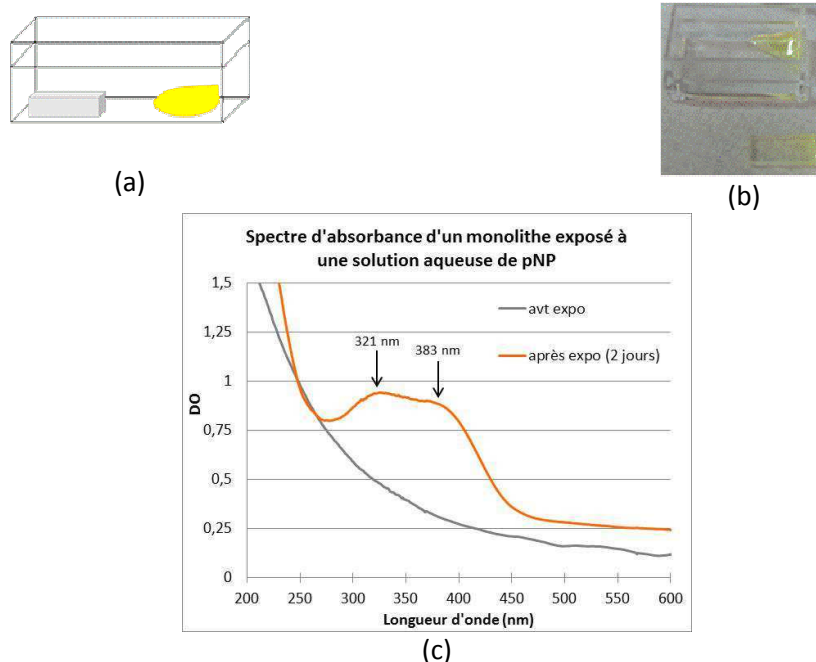 (a)
(b)
Spectre d'absorbance d'un monolithe exposé à
une solution aqueuse de pNP
1,5
avt expo
1,25
321 nm
383 nm
après expo (2 jours)
1
DO
0,75
0,5
0,25
0
200 250 300 350 400 450 500 550 600
Longueur d'onde (nm)
(c)